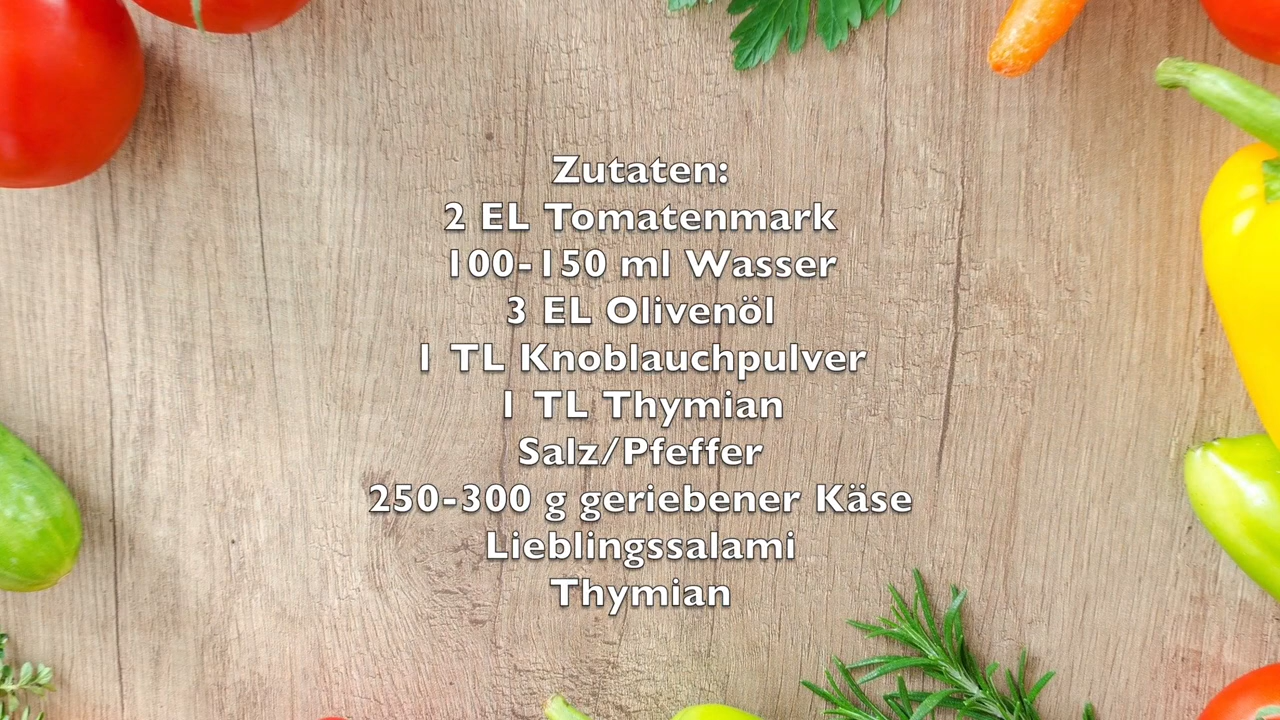 Zutaten:
2 EL Tomatenmark
100-150 ml Wasser
3 EL Olivenöl
1 TL Knoblauchpulver
1 TL Thymian
Salz/Pfeffer
250-300 g geriebener Käse
Lieblingssalami
Thymian